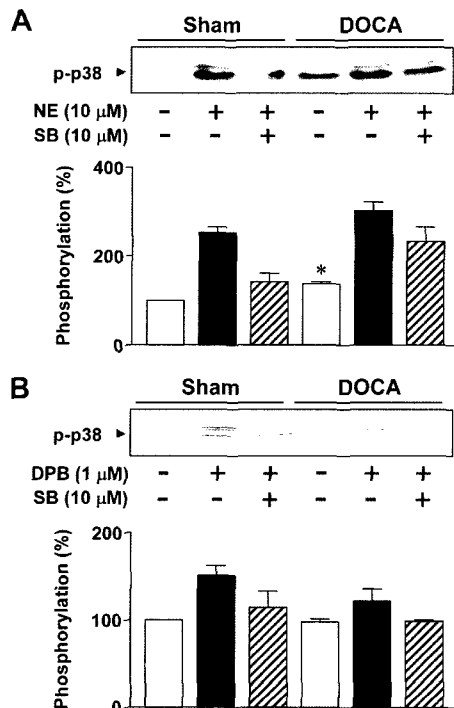 A
Sham DOCA
p-p38 ►
NE (10 μM) - + + - + +
SB (10 μM) - - + - - +
Phosphorylation (%)
400
200
0
*
B
Sham DOCA
p-p38 ►
DPB (1 μM) - + + - + +
SB (10 μM) - - + - - +
Phosphorylation (%)
200
100
0